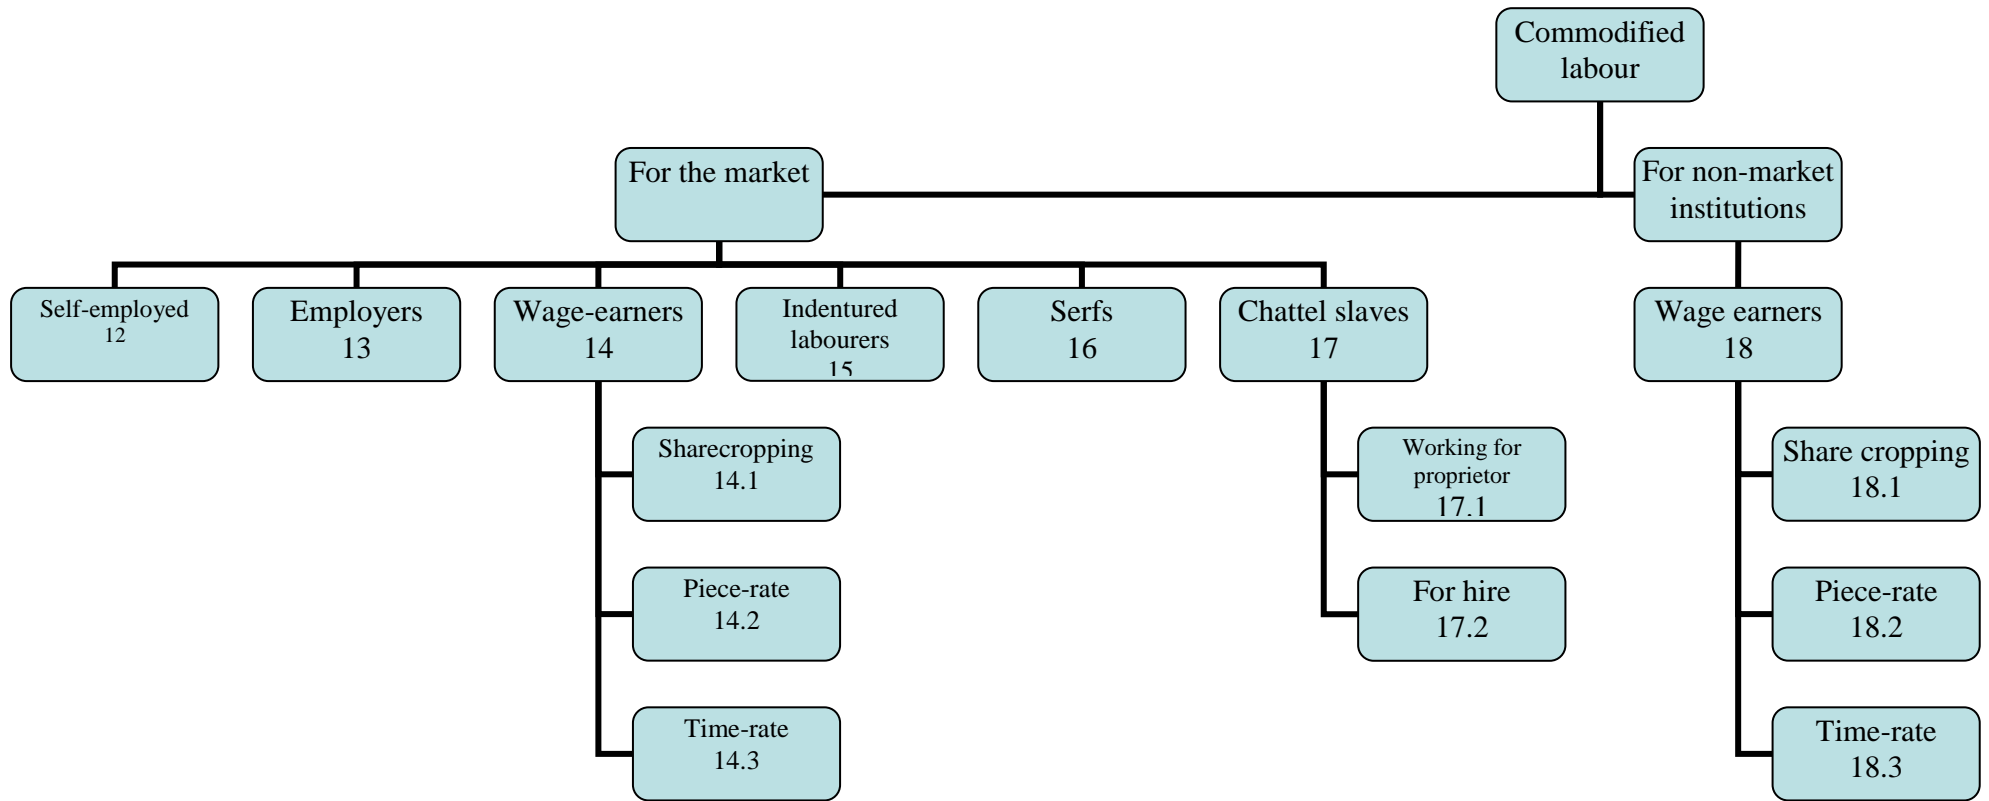 Commodified
labour
For the market
For non-market
institutions
Self-employed
12
Employers
13
Wage-earners
14
Indentured
labourers
15
Serfs
16
Chattel slaves
17
Wage earners
18
Sharecropping
14.1
Working for
proprietor
17.1
Share cropping
18.1
Piece-rate
14.2
For hire
17.2
Piece-rate
18.2
Time-rate
14.3
Time-rate
18.3